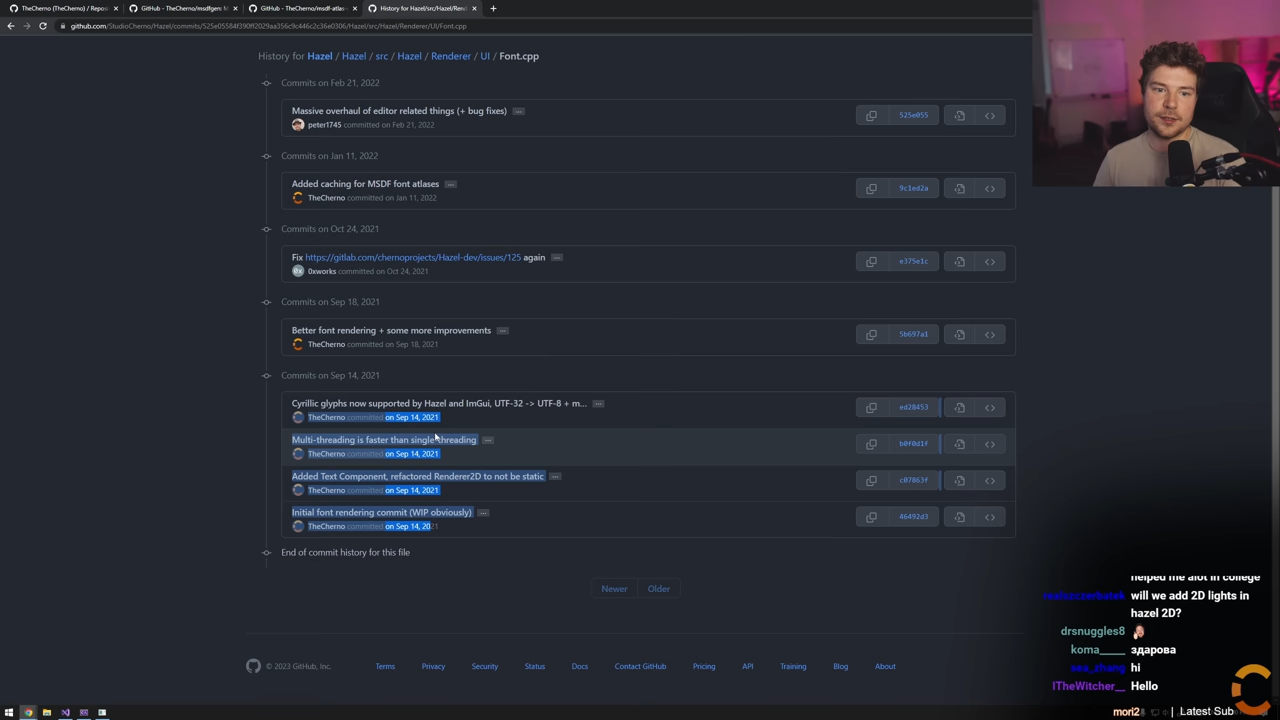 TheCherno (TheCherno) / Repos
GitHub - TheCherno/msdfgen: M
GitHub - TheCherno/msdf-atlas-
History for Hazel/src/Hazel/Rend
github.com/StudioCherno/Hazel/commits/525e05584f390ff2029aa356c9c446c2c36e0306/Hazel/src/Hazel/Renderer/UI/Font.cpp
History for Hazel / Hazel / src / Hazel / Renderer / UI / Font.cpp
Commits on Feb 21, 2022
Massive overhaul of editor related things (+ bug fixes)
525e055
peter1745 committed on Feb 21, 2022
Commits on Jan 11, 2022
Added caching for MSDF font atlases
9c1ed2a
TheCherno committed on Jan 11, 2022
Commits on Oct 24, 2021
Fix https://gitlab.com/chernoprojects/Hazel-dev/issues/125 again
e375e1c
0xworks committed on Oct 24, 2021
Commits on Sep 18, 2021
Better font rendering + some more improvements
5b697a1
TheCherno committed on Sep 18, 2021
Commits on Sep 14, 2021
Cyrillic glyphs now supported by Hazel and ImGui, UTF-32 -> UTF-8 + m...
ed28453
TheCherno committed on Sep 14, 2021
Multi-threading is faster than single-threading
b0f0d1f
TheCherno committed on Sep 14, 2021
Added Text Component, refactored Renderer2D to not be static
c07863f
TheCherno committed on Sep 14, 2021
Initial font rendering commit (WIP obviously)
46492d3
TheCherno committed on Sep 14, 2021
End of commit history for this file
Newer Older
© 2023 GitHub, Inc. Terms Privacy Security Status Docs Contact GitHub Pricing API Training Blog About
helped me alot in college
will we add 2D lights in
hazel 2D?
drsnuggles8
koma_____ здарова
sea_zhang hi
ITheWitcher__ Hello
mori2
Latest Sub